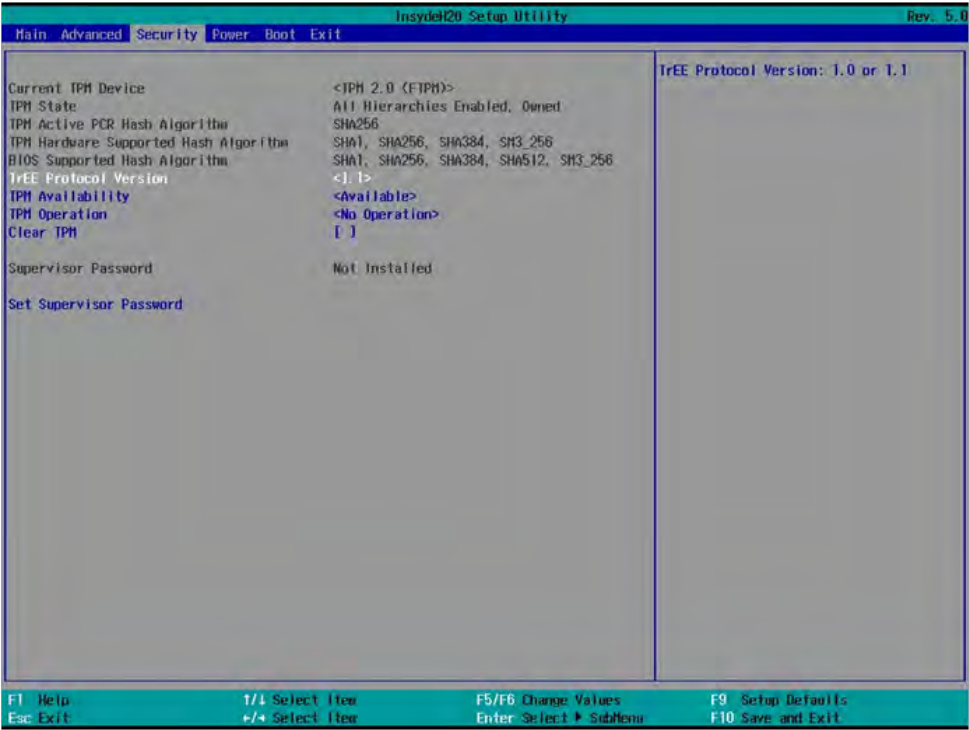 InsydeH20 Setup Utility Rev. 5.0
Main Advanced Security Power Boot Exit
TrEE Protocol Version: 1.0 or 1.1
Current TPM Device <TPM 2.0 (FTPM)>
TPM State All Hierarchies Enabled, Owned
TPM Active PCR Hash Algorithm SHA256
TPM Hardware Supported Hash Algorithm SHA1, SHA256, SHA384, SM3_256
BIOS Supported Hash Algorithm SHA1, SHA256, SHA384, SHA512, SM3_256
TrEE Protocol Version <1.1>
TPM Availability <Available>
TPM Operation <No Operation>
Clear TPM [ ]
Supervisor Password Not Installed
Set Supervisor Password
F1 Help ↑/↓ Select Item F5/F6 Change Values F9 Setup Defaults
Esc Exit ←/→ Select Item Enter Select ▶ SubMenu F10 Save and Exit